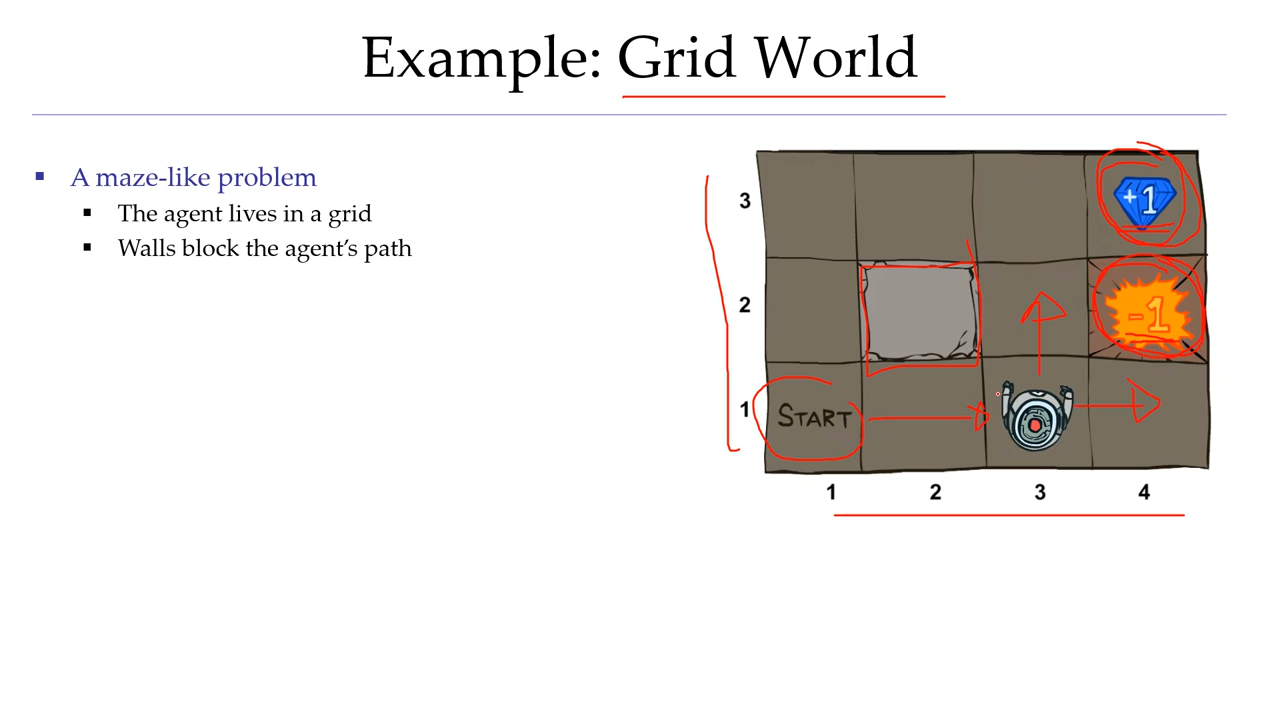 Example: Grid World
A maze-like problem
The agent lives in a grid
Walls block the agent's path
3
+1
2
-1
1
START
1 2 3 4